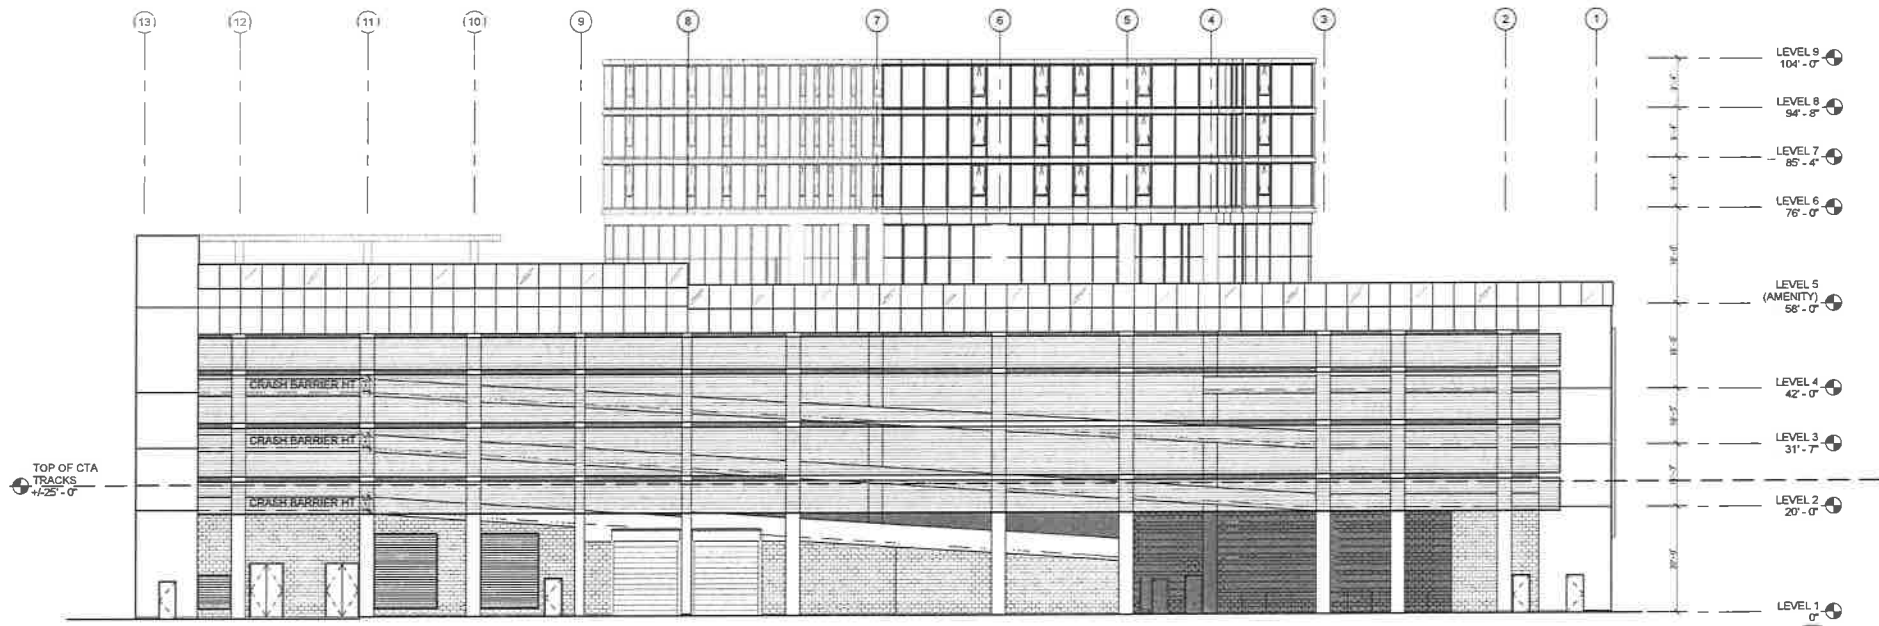 13 12 11 10 9 8 7 6 5 4 3 2 1
LEVEL 9
104' - 0"
LEVEL 8
94' - 8"
LEVEL 7
85' - 4"
LEVEL 6
76' - 0"
LEVEL 5
(AMENITY)
58' - 0"
CRASH BARRIER HT
LEVEL 4
42' - 0"
CRASH BARRIER HT
LEVEL 3
31' - 7"
TOP OF CTA
TRACKS
+/-25' - 0"
CRASH BARRIER HT
LEVEL 2
20' - 0"
20' - 0"
LEVEL 1
0"